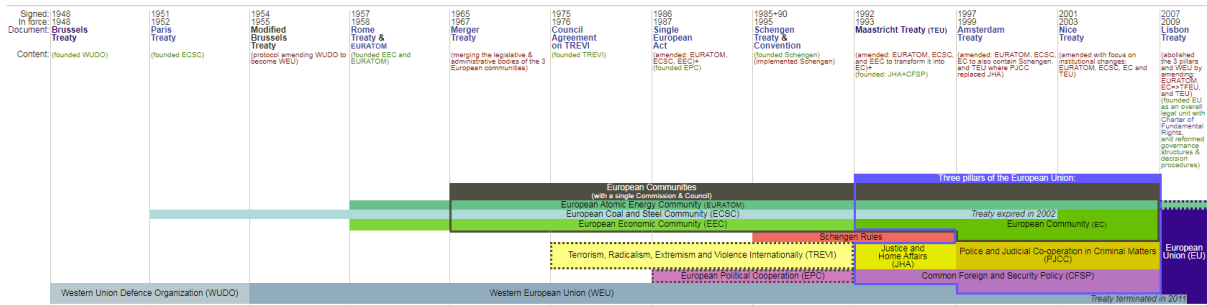 Signed: 1948 1951 1954 1957 1965 1975 1986 1985+90 1992 1997 2001 2007
In force: 1948 1952 1955 1958 1967 1976 1987 1995 1993 1999 2003 2009
Document: Brussels Treaty
Paris Treaty
Modified Brussels Treaty
Rome Treaty & EURATOM
Merger Treaty
Council Agreement on TREVI
Single European Act
Schengen Treaty & Convention
Maastricht Treaty (TEU)
Amsterdam Treaty
Nice Treaty
Lisbon Treaty
Content: (founded WUDO)
(founded ECSC)
(protocol amending WUDO to become WEU)
(founded EEC and EURATOM)
(merging the legislative & administrative bodies of the 3 European communities)
(founded TREVI)
(amended: EURATOM, ECSC, EEC)+
(founded EPC)
(founded Schengen)
(implemented Schengen)
(amended: EURATOM, ECSC, and EEC to transform it into EC)+
(founded: JHA+CFSP)
(amended: EURATOM, ECSC, EC to also contain Schengen, and TEU where PJCC replaced JHA)
(amended with focus on institutional changes: EURATOM, ECSC, EC and TEU)
(abolished the 3 pillars and WEU by amending: EURATOM, EC=>TFEU, and TEU)
(founded EU as an overall legal unit with Charter of Fundamental Rights, and reformed governance structures & decision procedures)
Three pillars of the European Union:
European Communities
(with a single Commission & Council)
European Atomic Energy Community (EURATOM)
European Coal and Steel Community (ECSC)
Treaty expired in 2002
European Economic Community (EEC)
European Community (EC)
Schengen Rules
Terrorism, Radicalism, Extremism and Violence Internationally (TREVI)
Justice and
Home Affairs
(JHA)
Police and Judicial Co-operation in Criminal Matters
(PJCC)
European
Union (EU)
European Political Cooperation (EPC)
Common Foreign and Security Policy (CFSP)
Western Union Defence Organization (WUDO)
Western European Union (WEU)
Treaty terminated in 2011